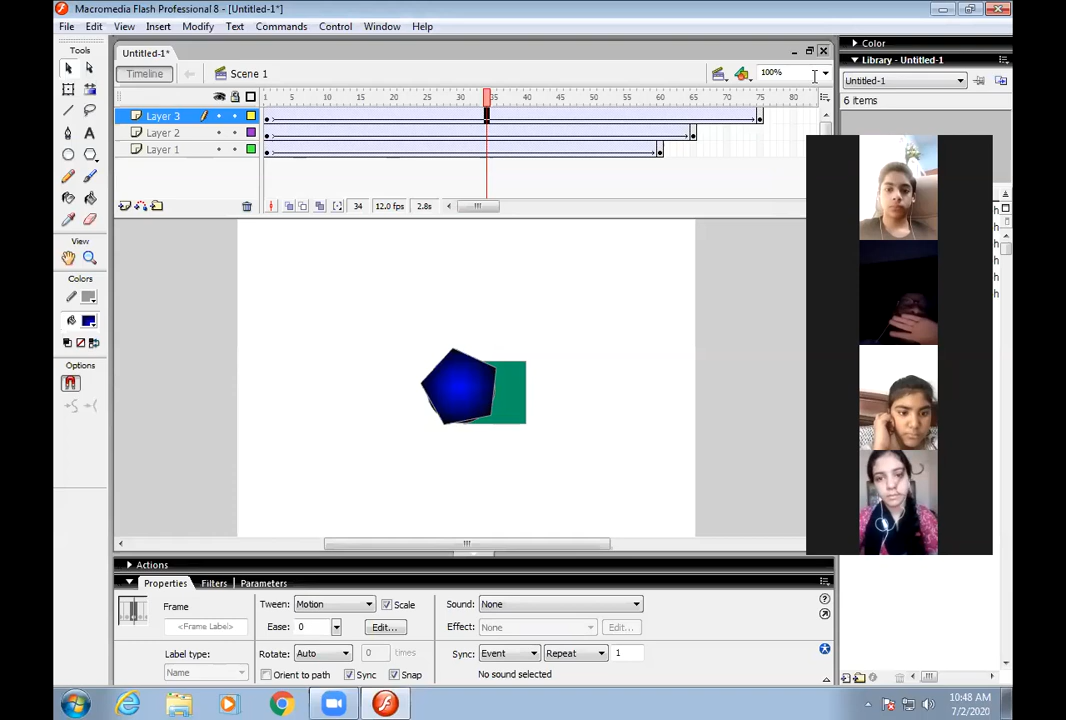 Macromedia Flash Professional 8 - [Untitled-1*]
File Edit View Insert Modify Text Commands Control Window Help
Tools
Untitled-1*
Color
Timeline
Scene 1
100%
Library - Untitled-1
Untitled-1
6 items
1 5 10 15 20 25 30 35 40 45 50 55 60 65 70 75 80
Layer 3
Layer 2
Layer 1
34 12.0 fps 2.8s
View
Colors
Options
Actions
Properties Filters Parameters
Frame
<Frame Label>
Label type:
Name
Tween: Motion Scale
Ease: 0 Edit...
Rotate: Auto 0 times
Orient to path Sync Snap
Sound: None
Effect: None Edit...
Sync: Event Repeat 1
No sound selected
10:48 AM
7/2/2020